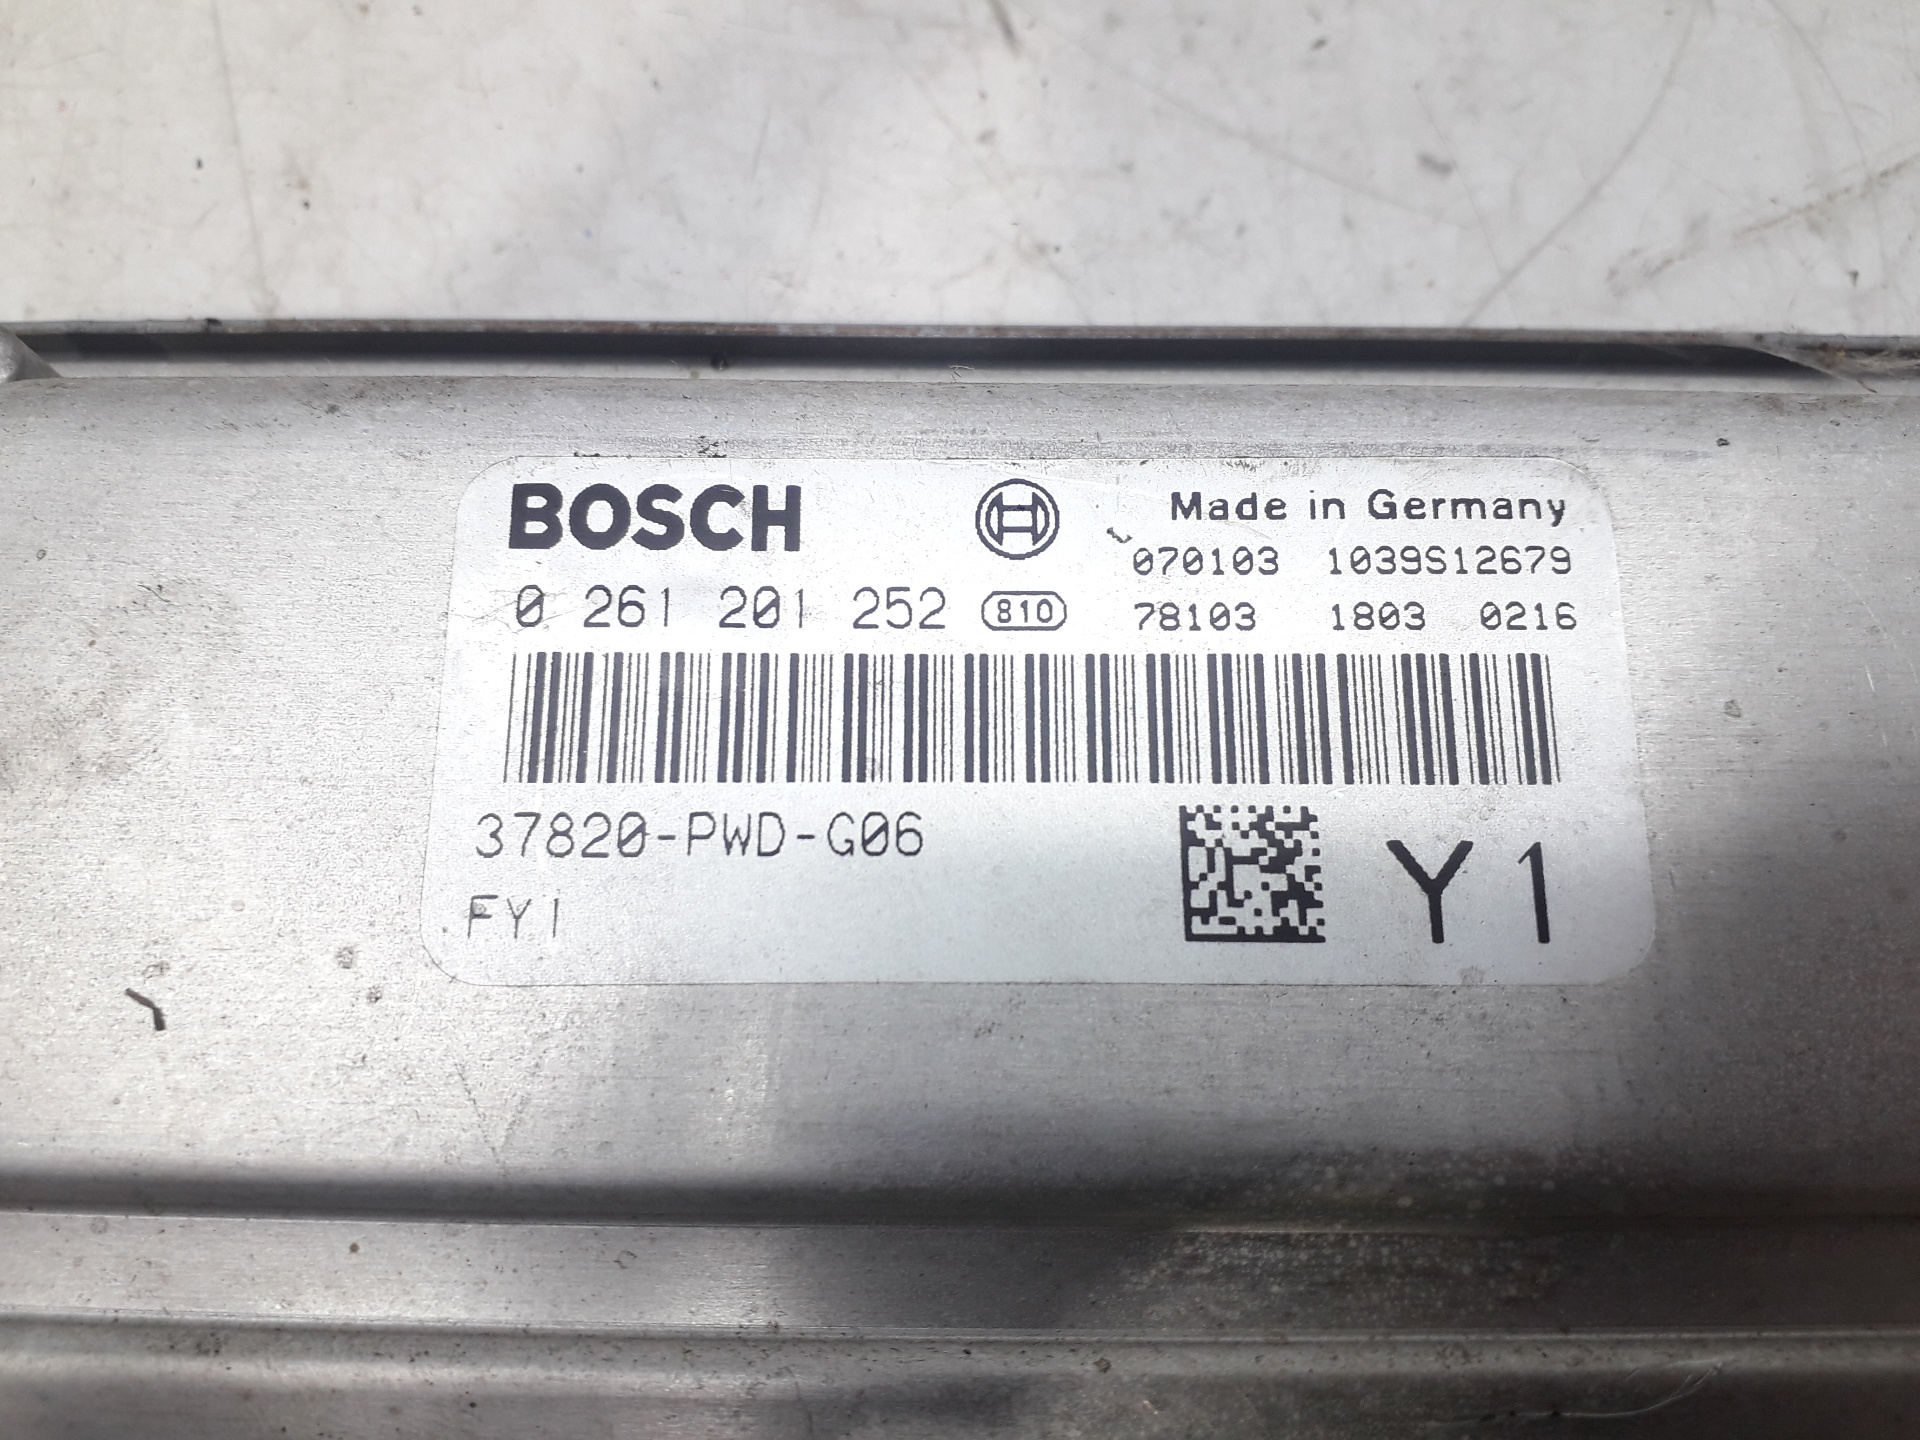 BOSCH
Made in Germany
070103 1039S12679
0 261 201 252 810 78103 1803 0216
37820-PWD-G06
Y1
FY1